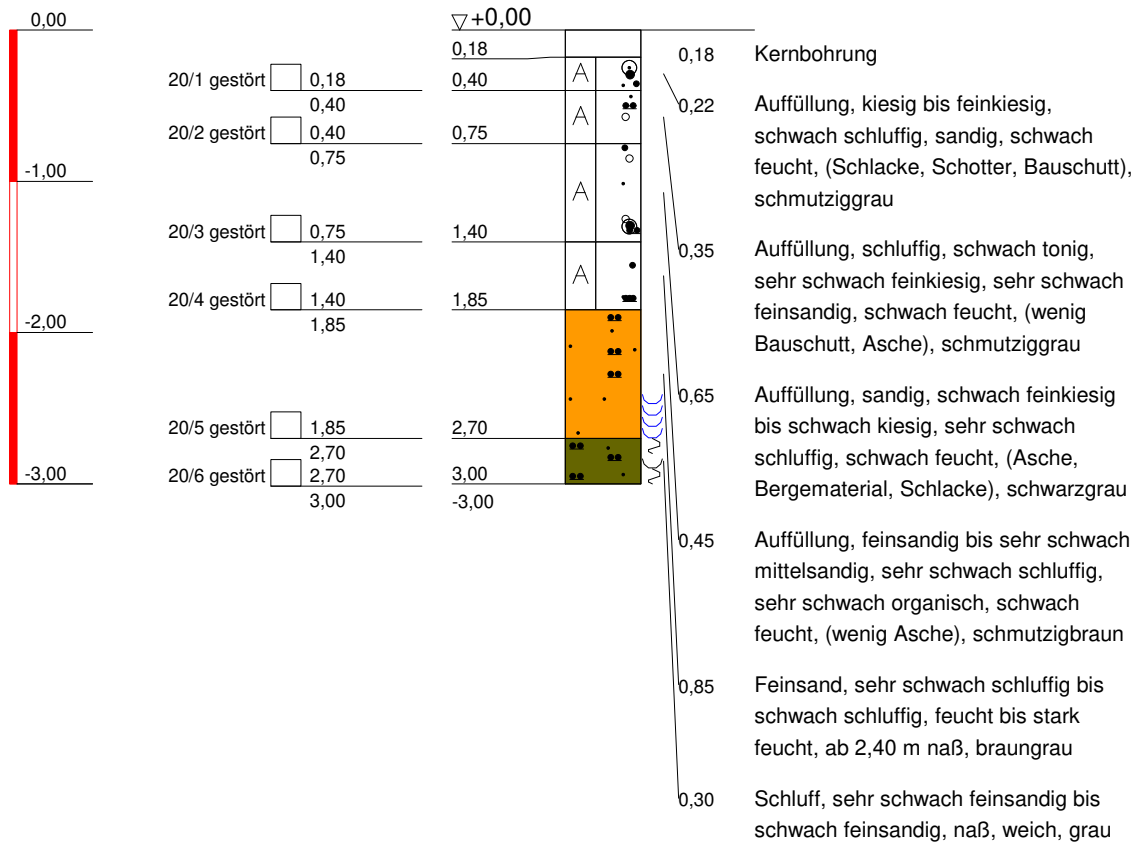 0,00
-1,00
-2,00
-3,00
20/1 gestört 0,18
0,40
20/2 gestört 0,40
0,75
20/3 gestört 0,75
1,40
20/4 gestört 1,40
1,85
20/5 gestört 1,85
2,70
20/6 gestört 2,70
3,00
+0,00
0,18
0,40
0,75
1,40
1,85
2,70
3,00
-3,00
A
A
A
A
0,18 Kernbohrung
0,22 Auffüllung, kiesig bis feinkiesig,
schwach schluffig, sandig, schwach
feucht, (Schlacke, Schotter, Bauschutt),
schmutziggrau
0,35 Auffüllung, schluffig, schwach tonig,
sehr schwach feinkiesig, sehr schwach
feinsandig, schwach feucht, (wenig
Bauschutt, Asche), schmutziggrau
0,65 Auffüllung, sandig, schwach feinkiesig
bis schwach kiesig, sehr schwach
schluffig, schwach feucht, (Asche,
Bergematerial, Schlacke), schwarzgrau
0,45 Auffüllung, feinsandig bis sehr schwach
mittelsandig, sehr schwach schluffig,
sehr schwach organisch, schwach
feucht, (wenig Asche), schmutzigbraun
0,85 Feinsand, sehr schwach schluffig bis
schwach schluffig, feucht bis stark
feucht, ab 2,40 m naß, braungrau
0,30 Schluff, sehr schwach feinsandig bis
schwach feinsandig, naß, weich, grau